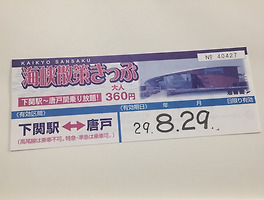 KAIKYO SANSAKU
海峡散策きっぷ
№ 40427
下関駅～唐戸間乗り放題!
大人
360円
<有効区間>
<有効期日> 年 月 日限り有効
下関駅⟷唐戸
29.8.29